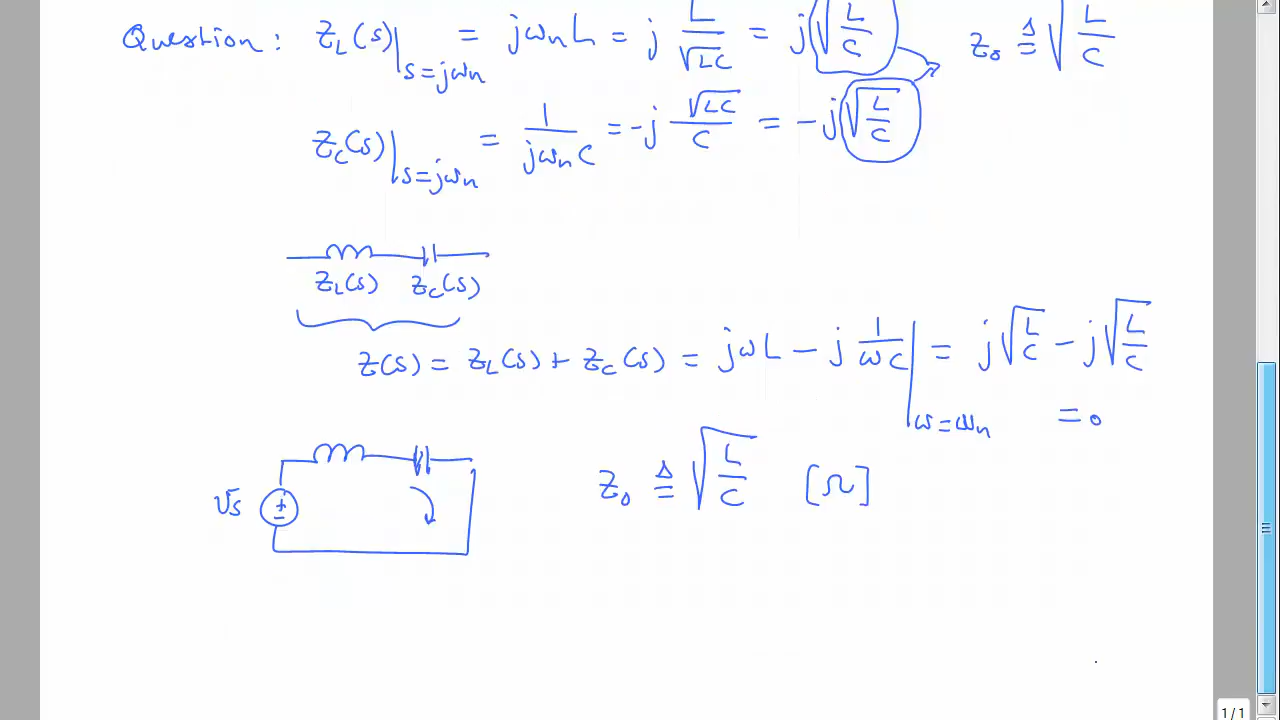 Question: Z_L(s)|_{s=jω_n} = jω_n L = j L/√LC = j√(L/C) Z_0 ≜ √(L/C)
Z_C(s)|_{s=jω_n} = 1/(jω_n C) = -j √LC/C = -j√(L/C)
Z_L(s) Z_C(s)
Z(s) = Z_L(s) + Z_C(s) = jωL - j 1/(ωC) |_{ω=ω_n} = j√(L/C) - j√(L/C)
= 0
Z_0 ≜ √(L/C) [Ω]
Vs ±
1/1